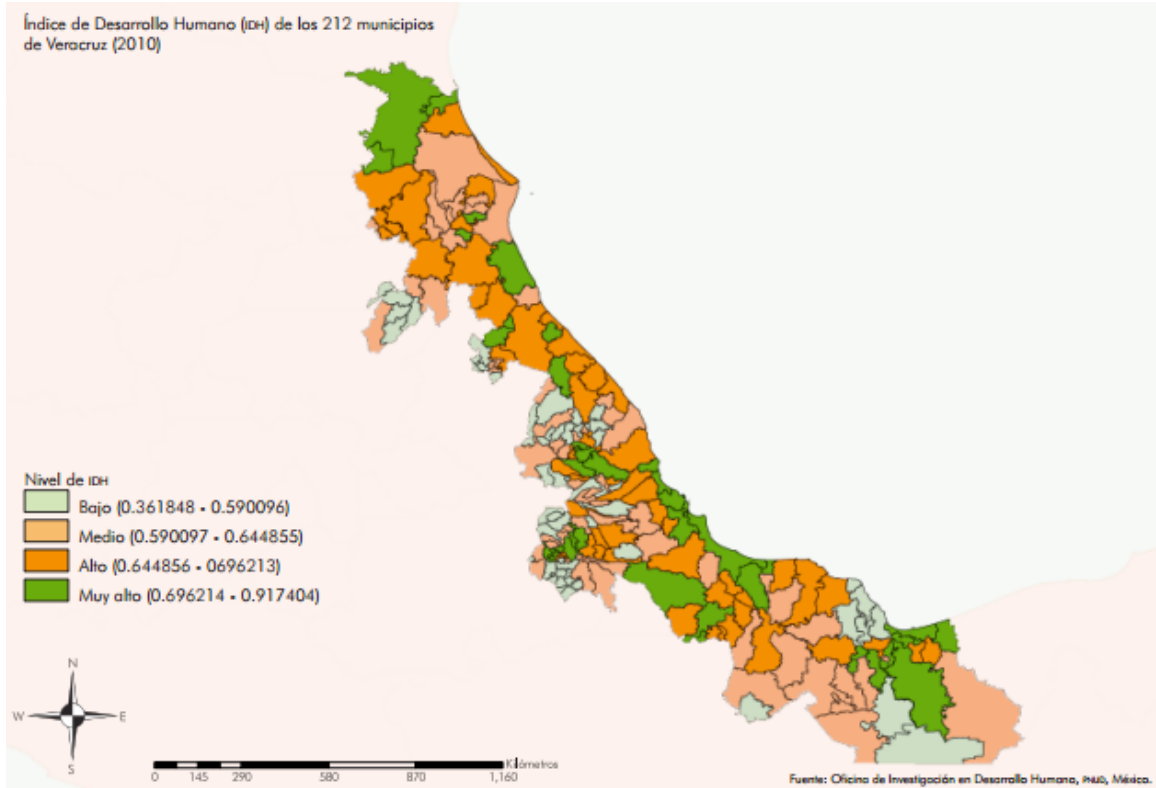 Índice de Desarrollo Humano (IDH) de los 212 municipios
de Veracruz (2010)
Nivel de IDH
Bajo (0.361848 - 0.590096)
Medio (0.590097 - 0.644855)
Alto (0.644856 - 0696213)
Muy alto (0.696214 - 0.917404)
N
W E
S
Kilómetros
0 145 290 580 870 1,160
Fuente: Oficina de Investigación en Desarrollo Humano, PNUD, México.